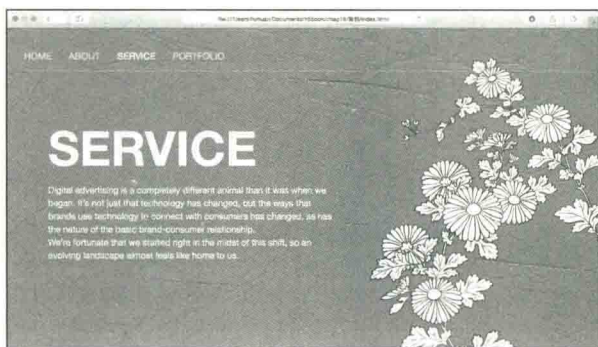 HOME ABOUT SERVICE PORTFOLIO
SERVICE
Digital advertising is a completely different animal than it was when we
began. It's not just that technology has changed, but the ways that
brands use technology to connect with consumers has changed, as has
the nature of the basic brand-consumer relationship.
We're fortunate that we started right in the midst of this shift, so an
evolving landscape almost feels like home to us.